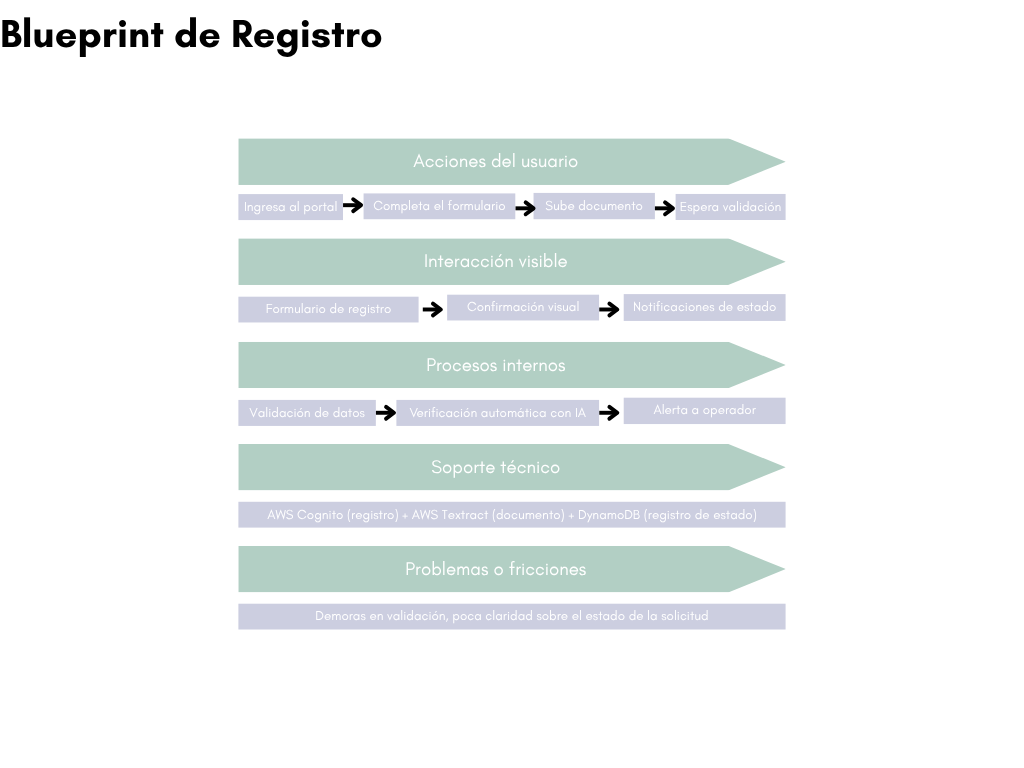 Blueprint de Registro
Acciones del usuario
Ingresa al portal
Completa el formulario
Sube documento
Espera validación
Interacción visible
Formulario de registro
Confirmación visual
Notificaciones de estado
Procesos internos
Validación de datos
Verificación automática con IA
Alerta a operador
Soporte técnico
AWS Cognito (registro) + AWS Textract (documento) + DynamoDB (registro de estado)
Problemas o fricciones
Demoras en validación, poca claridad sobre el estado de la solicitud